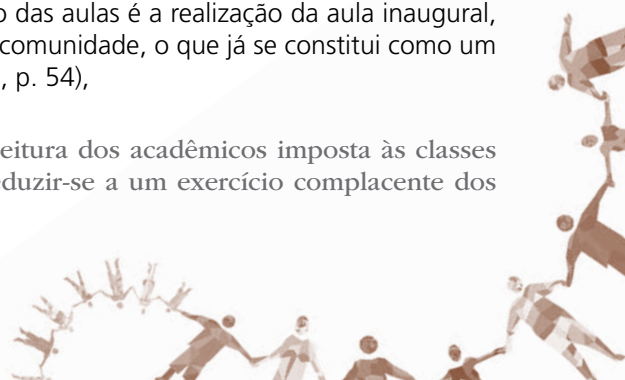 o das aulas é a realização da aula inaugural,
comunidade, o que já se constitui como um
, p. 54),
eitura dos acadêmicos imposta às classes
eduzir-se a um exercício complacente dos